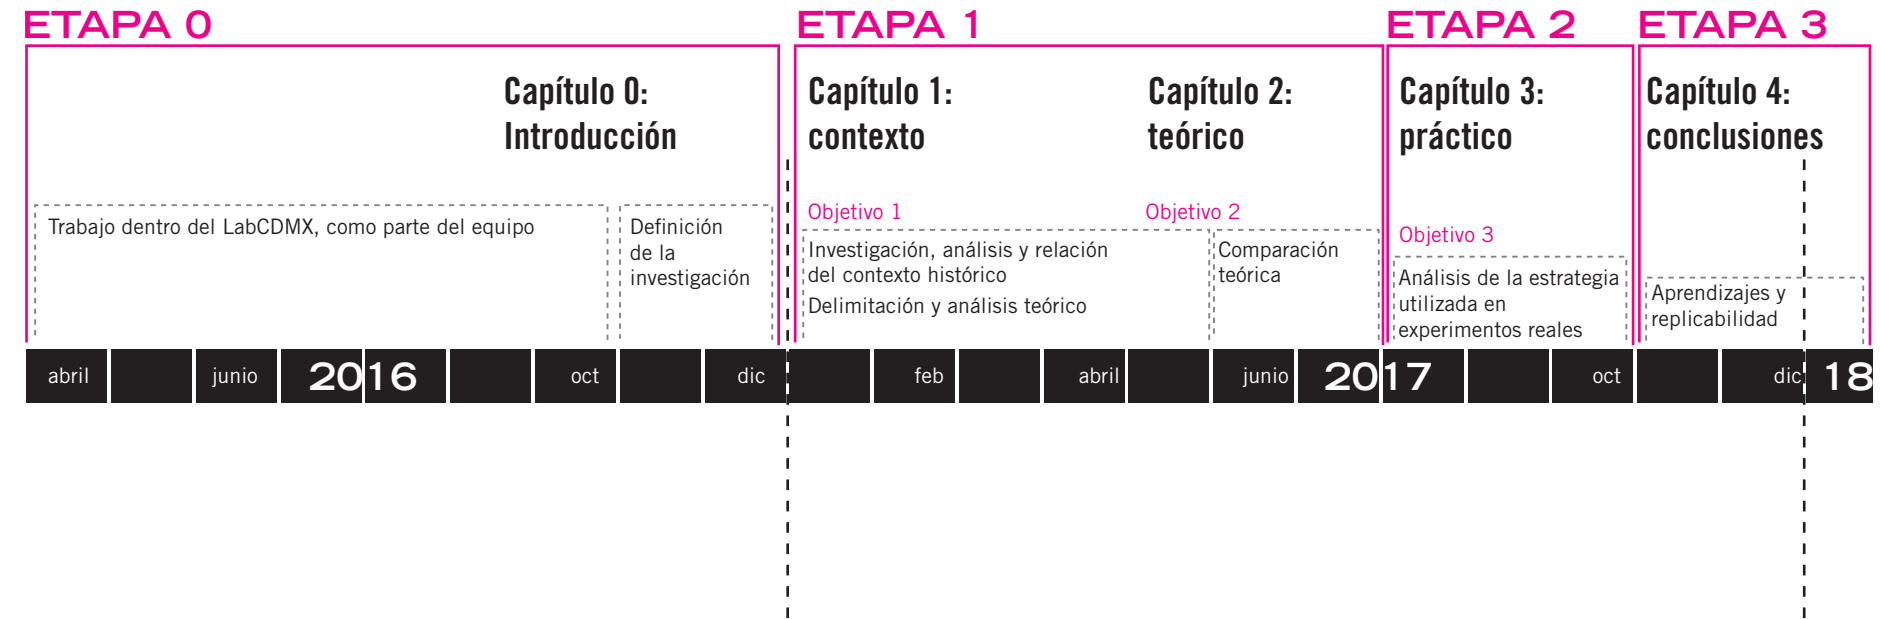 ETAPA 0
Capítulo 0:
Introducción
Trabajo dentro del LabCDMX, como parte del equipo
Definición
de la
investigación
ETAPA 1
Capítulo 1:
contexto
Objetivo 1
Investigación, análisis y relación
del contexto histórico
Delimitación y análisis teórico
Capítulo 2:
teórico
Objetivo 2
Comparación
teórica
ETAPA 2
Capítulo 3:
práctico
Objetivo 3
Análisis de la estrategia
utilizada en
experimentos reales
ETAPA 3
Capítulo 4:
conclusiones
Aprendizajes y
replicabilidad
abril junio 2016 oct dic feb abril junio 2017 oct dic 18